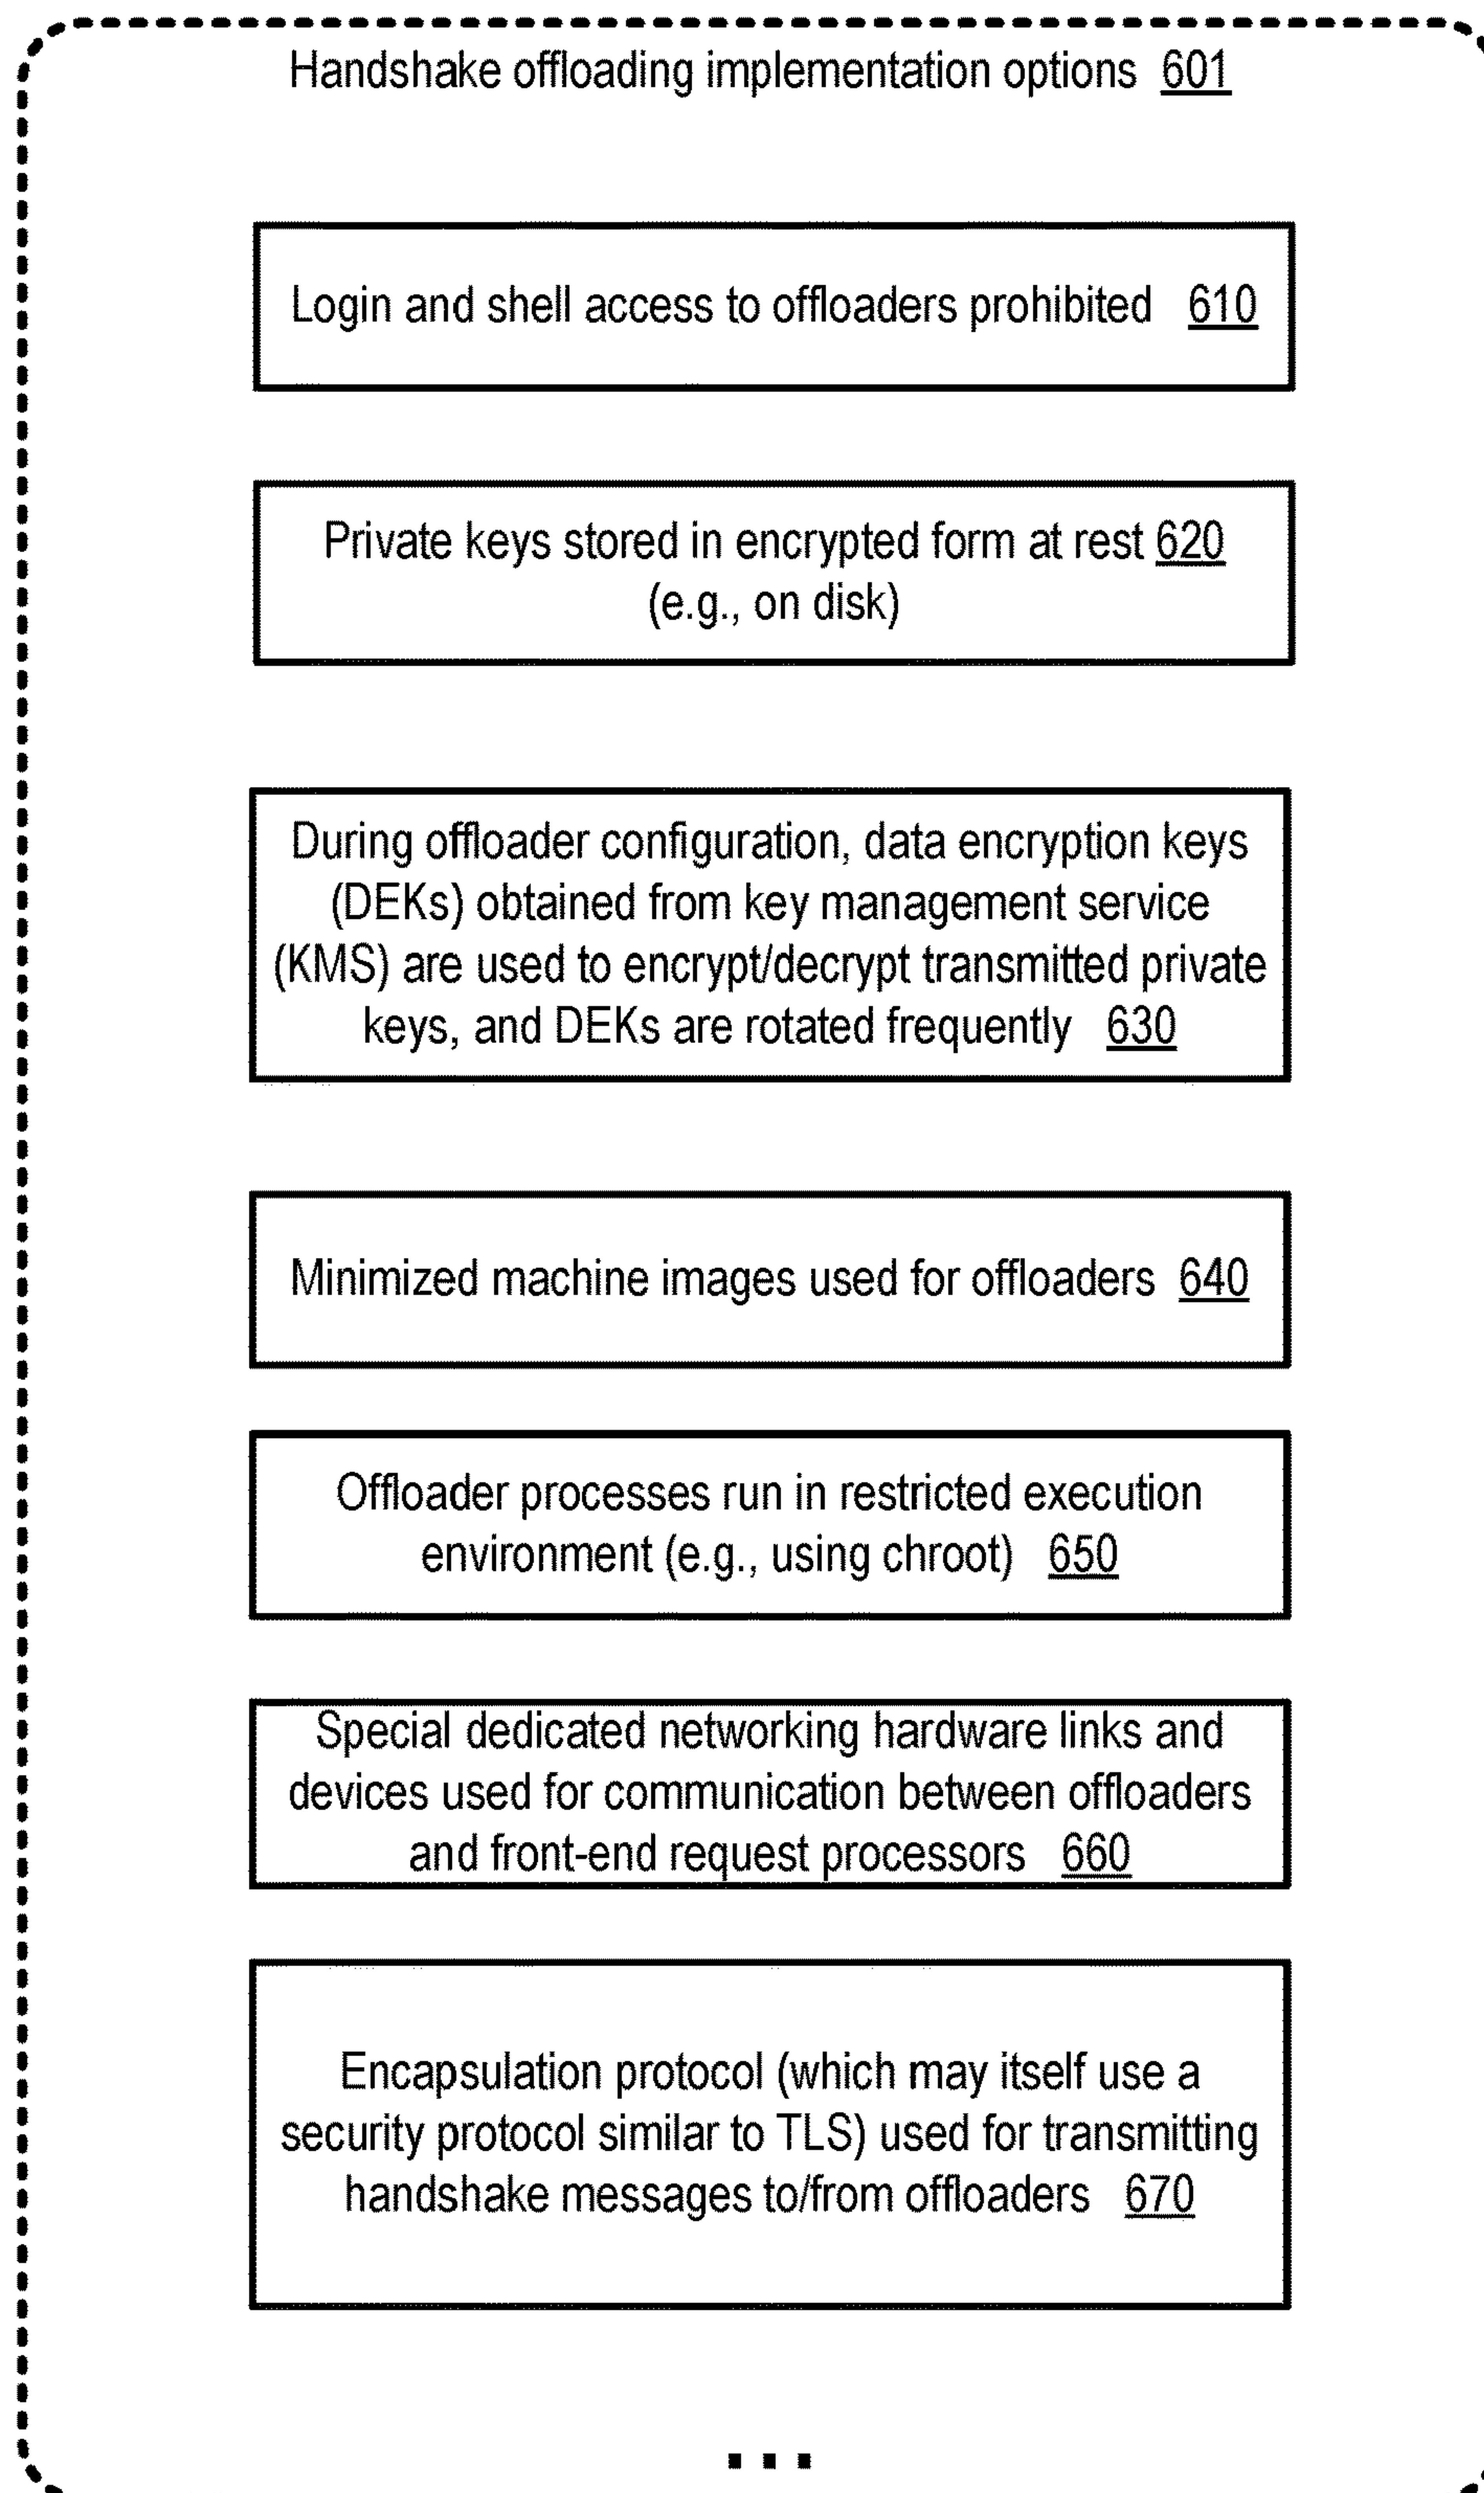 Handshake offloading implementation options 601
Login and shell access to offloaders prohibited 610
Private keys stored in encrypted form at rest 620
(e.g., on disk)
During offloader configuration, data encryption keys
(DEKs) obtained from key management service
(KMS) are used to encrypt/decrypt transmitted private
keys, and DEKs are rotated frequently 630
Minimized machine images used for offloaders 640
Offloader processes run in restricted execution
environment (e.g., using chroot) 650
Special dedicated networking hardware links and
devices used for communication between offloaders
and front-end request processors 660
Encapsulation protocol (which may itself use a
security protocol similar to TLS) used for transmitting
handshake messages to/from offloaders 670
...